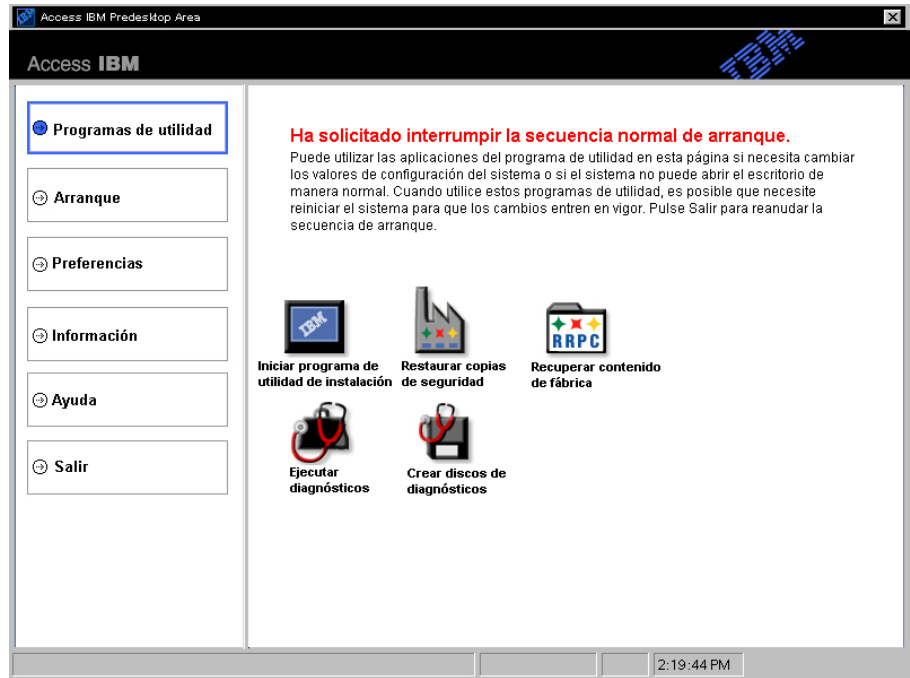 Access IBM Predesktop Area
Access IBM
IBM
Programas de utilidad
Arranque
Preferencias
Información
Ayuda
Salir
Ha solicitado interrumpir la secuencia normal de arranque.
Puede utilizar las aplicaciones del programa de utilidad en esta página si necesita cambiar
los valores de configuración del sistema o si el sistema no puede abrir el escritorio de
manera normal. Cuando utilice estos programas de utilidad, es posible que necesite
reiniciar el sistema para que los cambios entren en vigor. Pulse Salir para reanudar la
secuencia de arranque.
IBM
Iniciar programa de
utilidad de instalación
Restaurar copias
de seguridad
RRPC
Recuperar contenido
de fábrica
Ejecutar
diagnósticos
Crear discos de
diagnósticos
2:19:44 PM